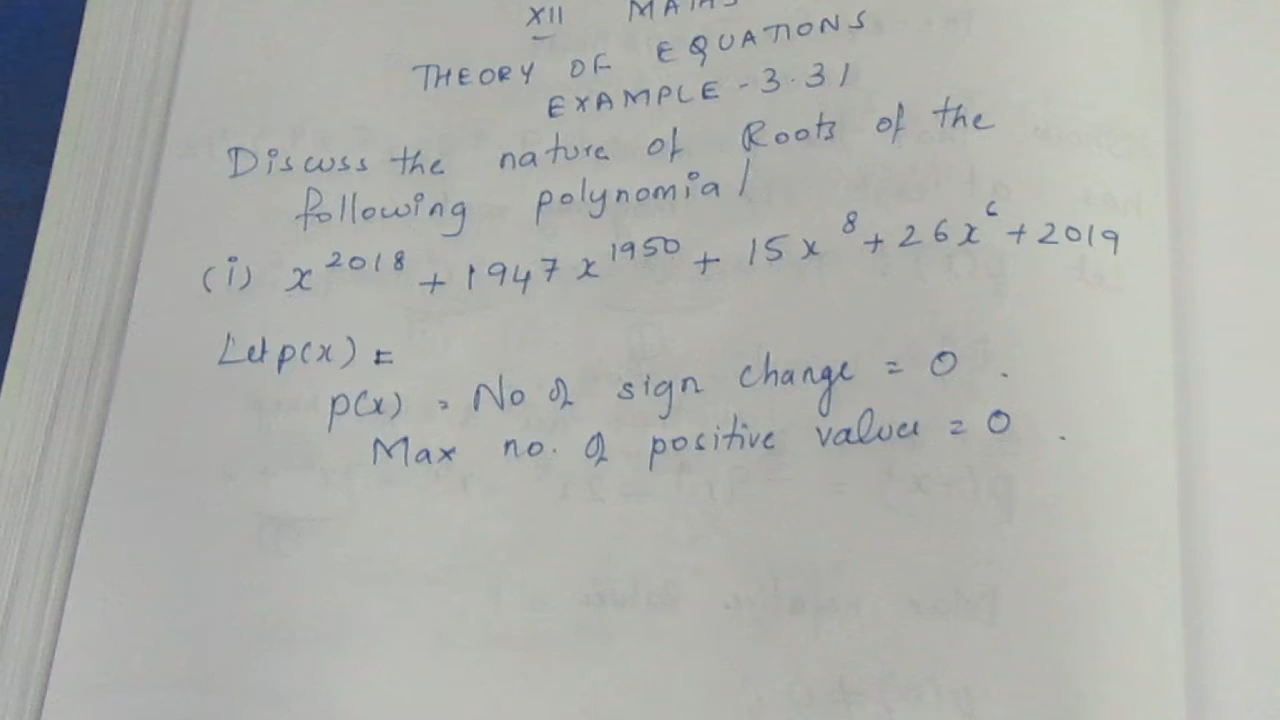 XII MATHS
THEORY OF EQUATIONS
EXAMPLE - 3.31
Discuss the nature of Roots of the
following polynomial
(i) x^2018 + 1947 x^1950 + 15 x^8 + 26 x^6 + 2019
Let p(x) =
p(x) = No of sign change = 0 .
Max no. of positive value = 0 .